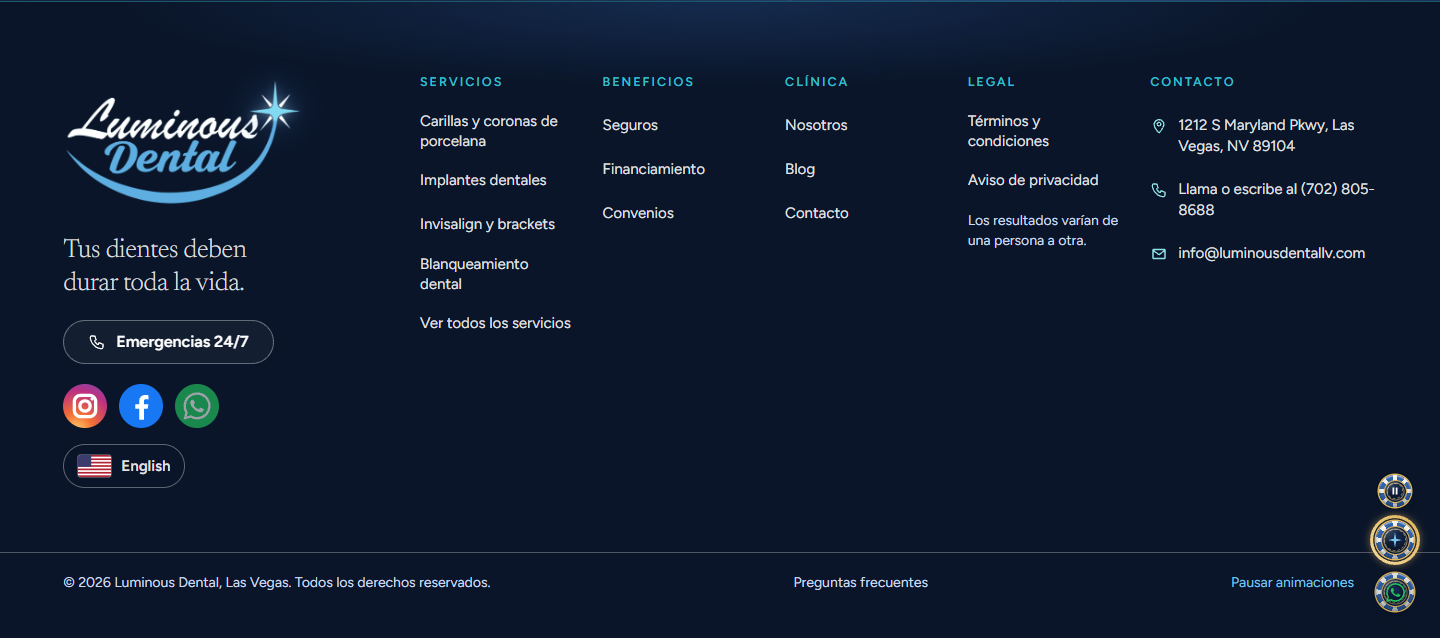 Luminous
Dental
Tus dientes deben
durar toda la vida.
Emergencias 24/7
English
SERVICIOS
Carillas y coronas de
porcelana
Implantes dentales
Invisalign y brackets
Blanqueamiento
dental
Ver todos los servicios
BENEFICIOS
Seguros
Financiamiento
Convenios
CLÍNICA
Nosotros
Blog
Contacto
LEGAL
Términos y
condiciones
Aviso de privacidad
Los resultados varían de
una persona a otra.
CONTACTO
1212 S Maryland Pkwy, Las
Vegas, NV 89104
Llama o escribe al (702) 805-
8688
info@luminousdentallv.com
© 2026 Luminous Dental, Las Vegas. Todos los derechos reservados.
Preguntas frecuentes
Pausar animaciones